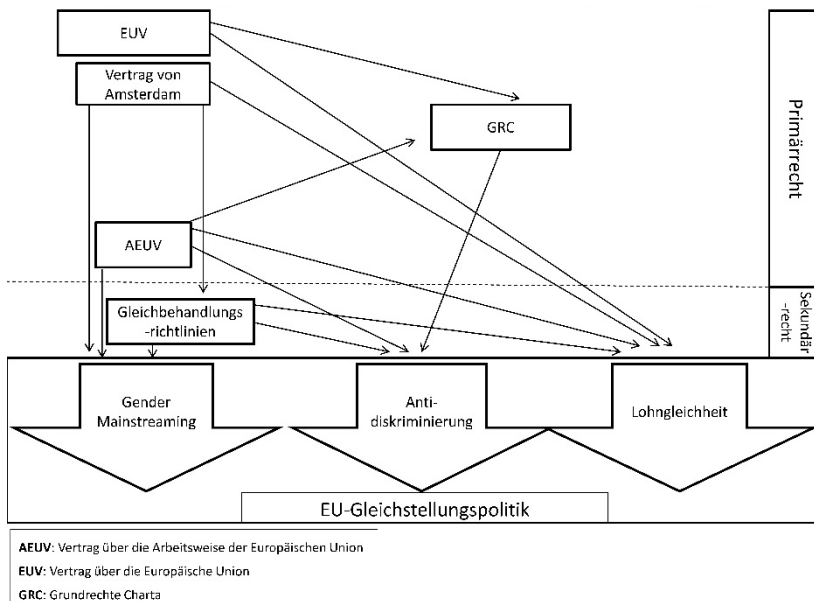 EUV
Vertrag von
Amsterdam
GRC
Primärrecht
AEUV
Gleichbehandlungs
-richtlinien
Sekundär
-recht
Gender
Mainstreaming
Anti-
diskriminierung
Lohngleichheit
EU-Gleichstellungspolitik
AEUV: Vertrag über die Arbeitsweise der Europäischen Union
EUV: Vertrag über die Europäische Union
GRC: Grundrechte Charta